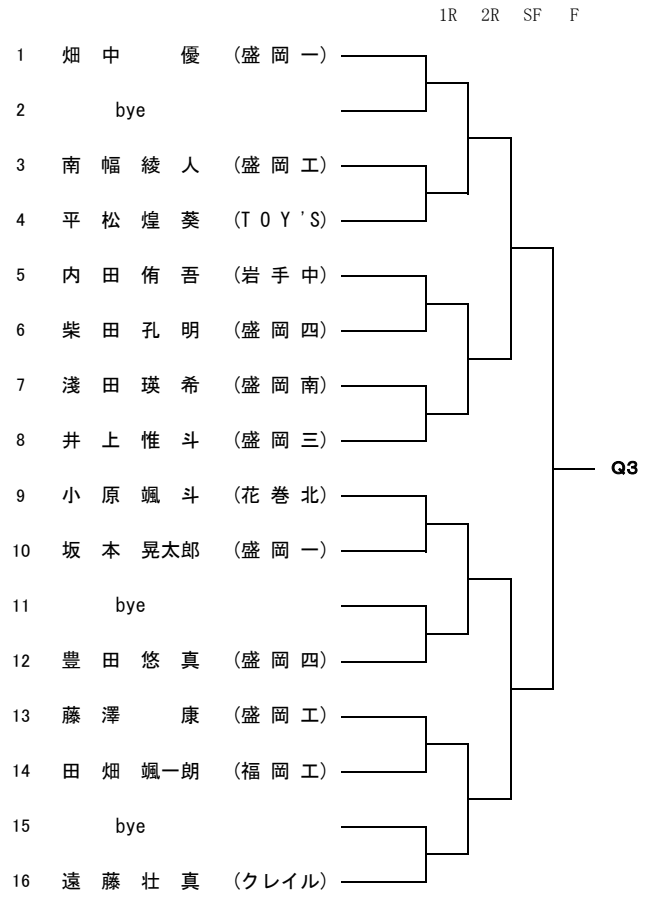 1R 2R SF F
1 畑 中 優 (盛 岡 一)
2 bye
3 南 幅 綾 人 (盛 岡 工)
4 平 松 煌 葵 (T O Y 'S)
5 内 田 侑 吾 (岩 手 中)
6 柴 田 孔 明 (盛 岡 四)
7 淺 田 瑛 希 (盛 岡 南)
8 井 上 惟 斗 (盛 岡 三)
Q3
9 小 原 颯 斗 (花 巻 北)
10 坂 本 晃太郎 (盛 岡 一)
11 bye
12 豊 田 悠 真 (盛 岡 四)
13 藤 澤 康 (盛 岡 工)
14 田 畑 颯一朗 (福 岡 工)
15 bye
16 遠 藤 壮 真 (クレイル)